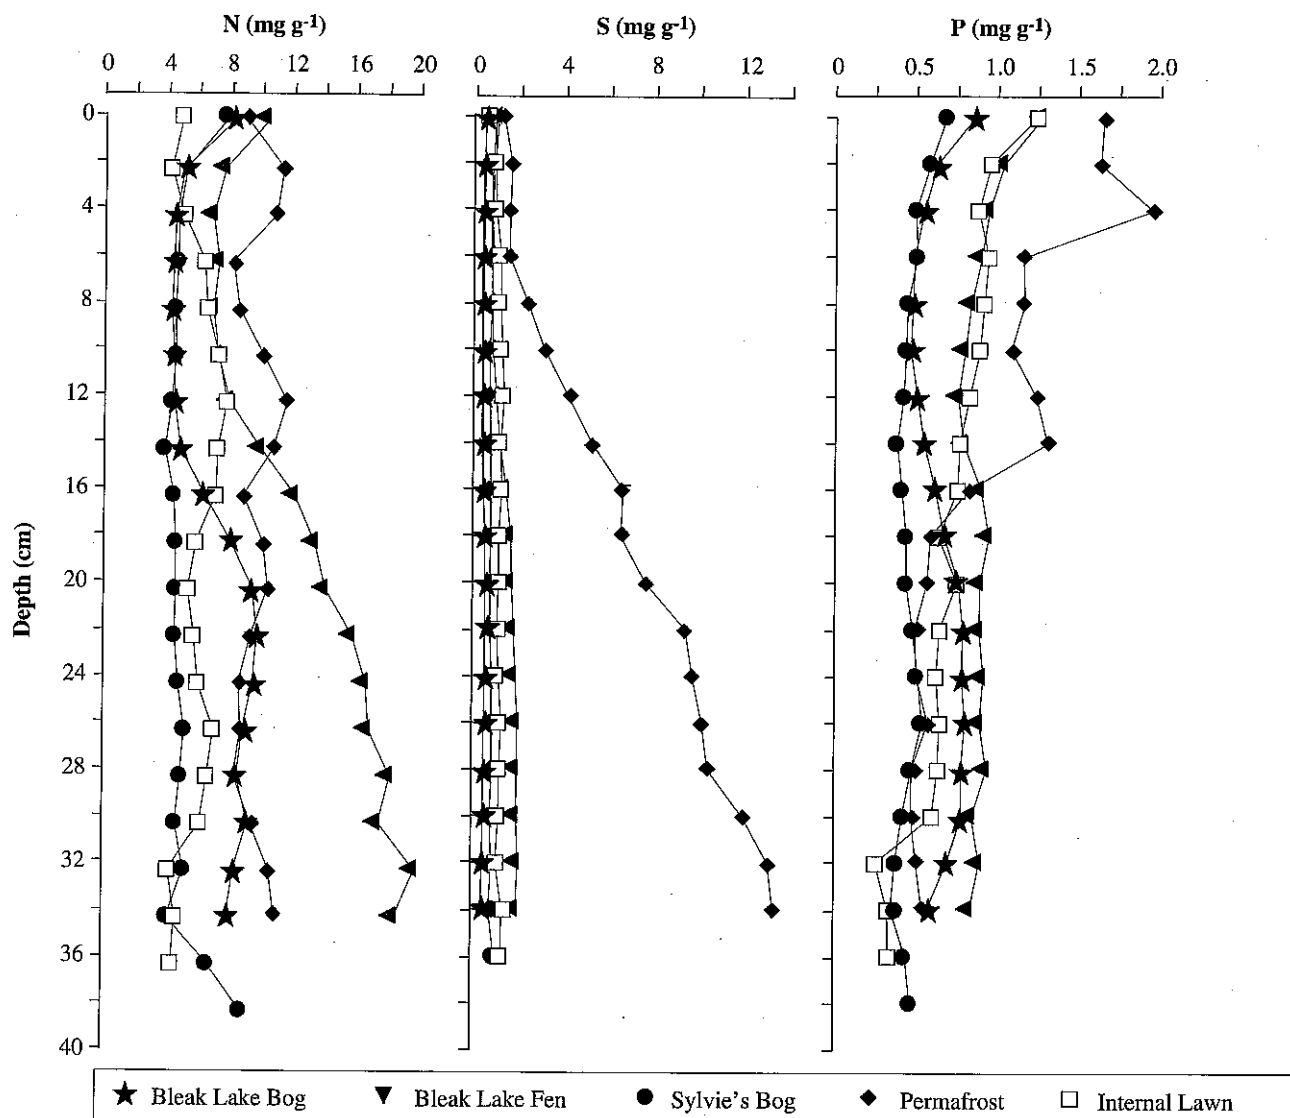 N (mg g-1) S (mg g-1) P (mg g-1)
0 4 8 12 16 20 0 4 8 12 0 0.5 1.0 1.5 2.0
0
4
8
12
16
20
24
28
32
36
40
Depth (cm)
Bleak Lake Bog Bleak Lake Fen Sylvie's Bog Permafrost Internal Lawn